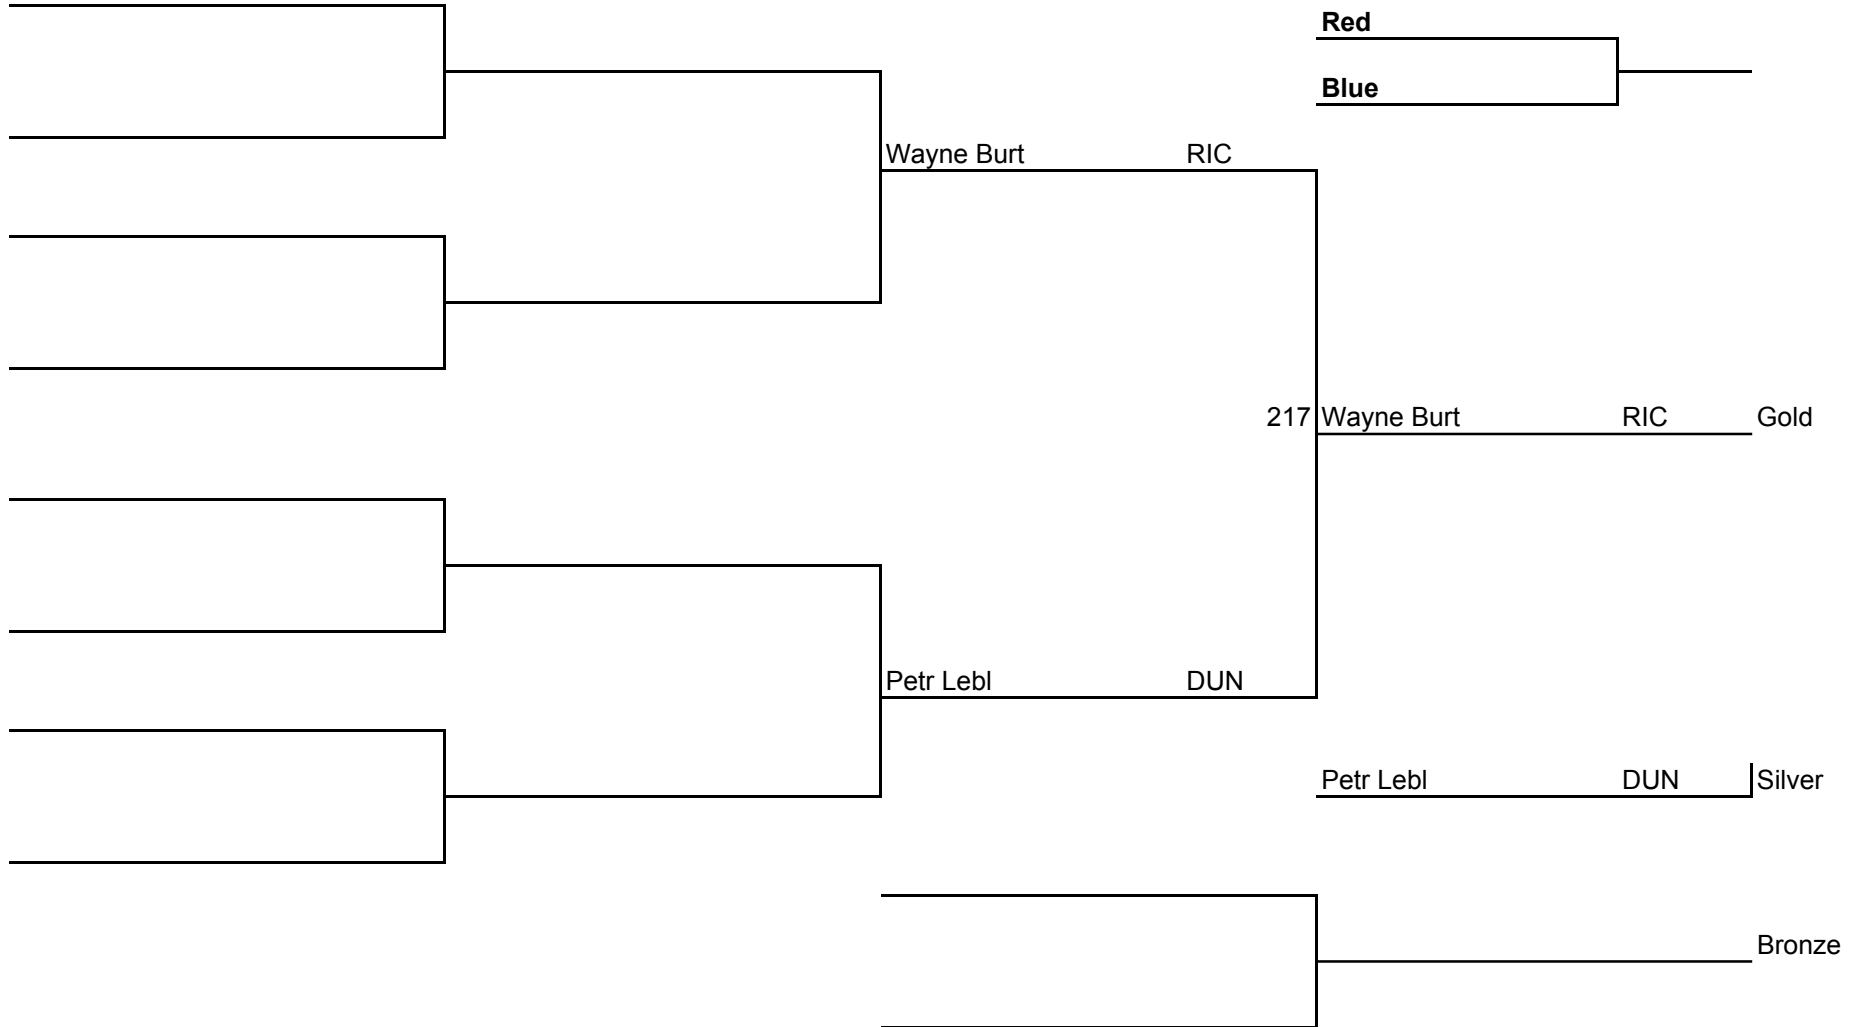 Red
Blue
Wayne Burt RIC
217 Wayne Burt RIC Gold
Petr Lebl DUN
Petr Lebl DUN Silver
Bronze